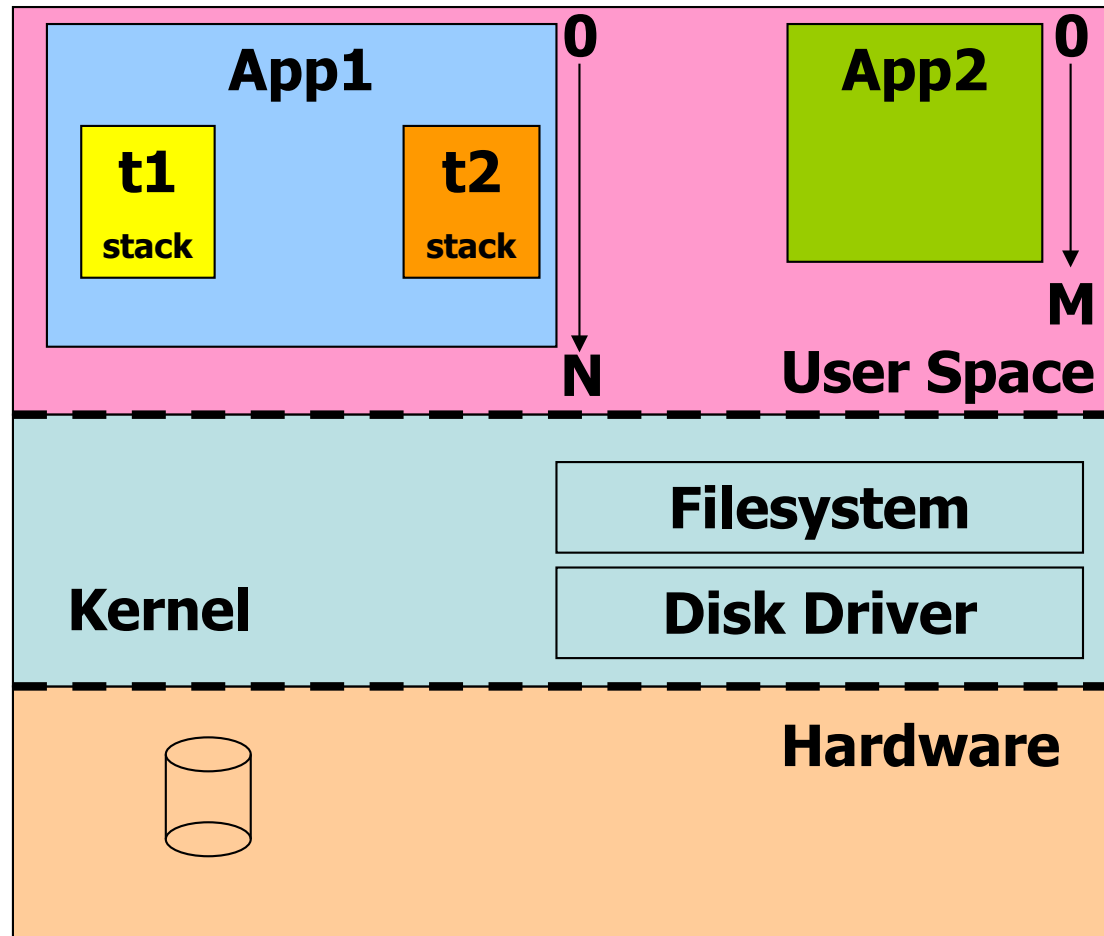 App1
0
t1
stack
t2
stack
N
App2
0
M
User Space
Filesystem
Kernel
Disk Driver
Hardware